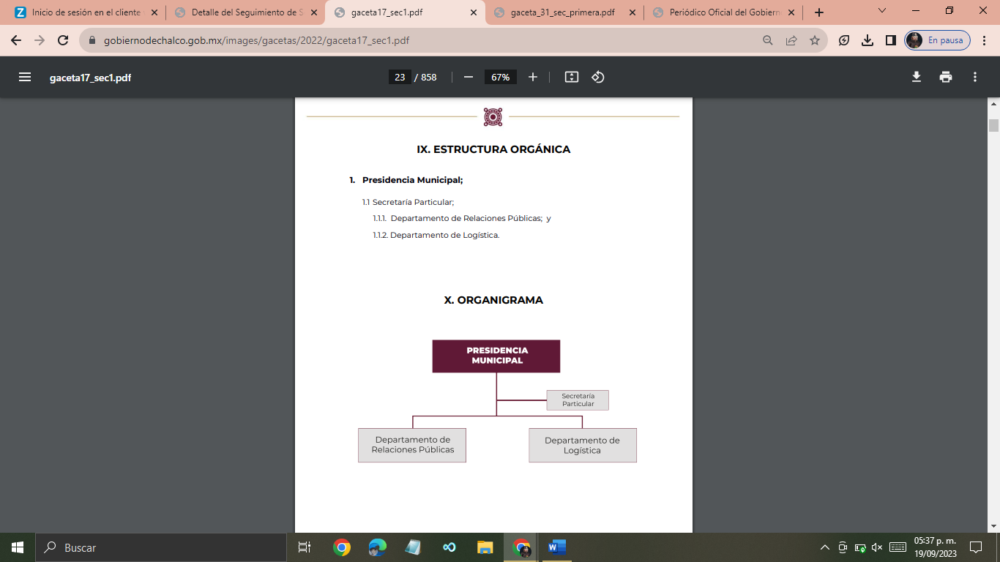 Inicio de sesión en el cliente
Detalle del Seguimiento de S
gaceta17_sec1.pdf
gaceta_31_sec_primera.pdf
Periódico Oficial del Gobiern
gobiernodechalco.gob.mx/images/gacetas/2022/gaceta17_sec1.pdf
En pausa
gaceta17_sec1.pdf
23 / 858
67%
IX. ESTRUCTURA ORGÁNICA
1. Presidencia Municipal;
1.1 Secretaría Particular;
1.1.1. Departamento de Relaciones Públicas; y
1.1.2. Departamento de Logística.
X. ORGANIGRAMA
PRESIDENCIA
MUNICIPAL
Secretaría
Particular
Departamento de
Relaciones Públicas
Departamento de
Logística
Buscar
05:37 p. m.
19/09/2023